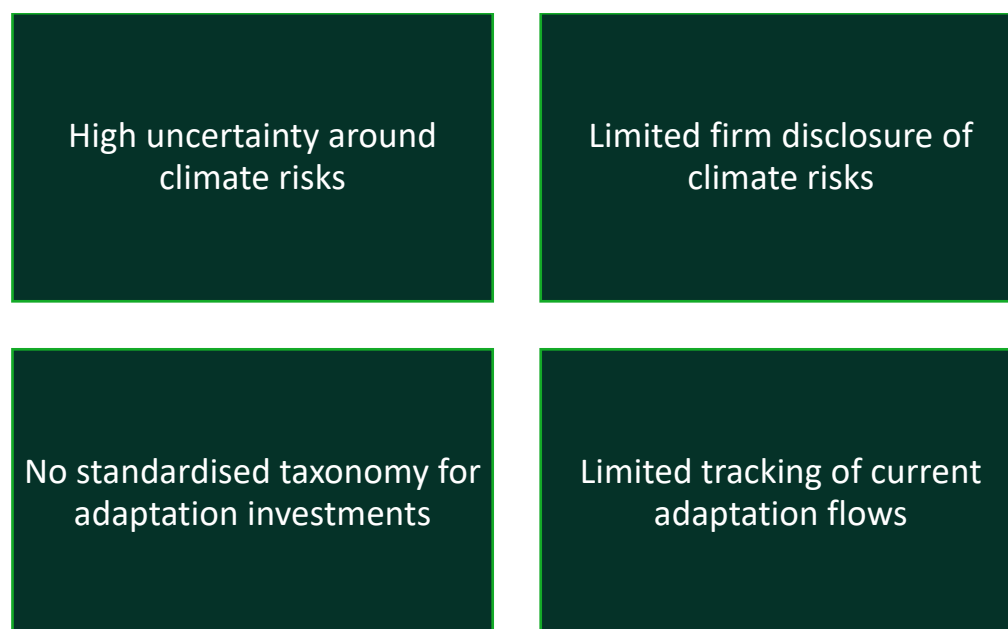 High uncertainty around
climate risks
Limited firm disclosure of
climate risks
No standardised taxonomy for
adaptation investments
Limited tracking of current
adaptation flows